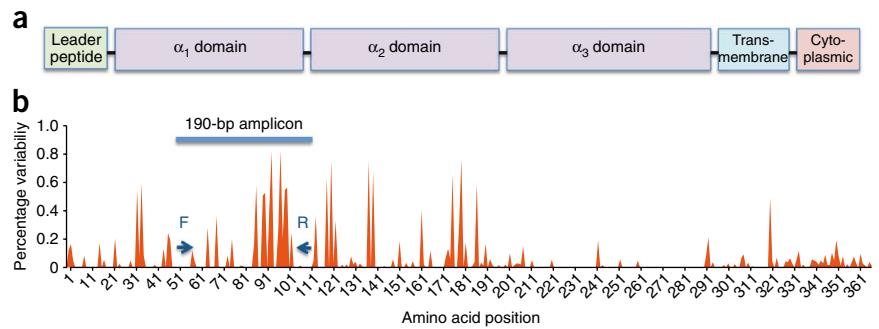 a
Leader
peptide
α1 domain
α2 domain
α3 domain
Trans-
membrane
Cyto-
plasmic
b
Percentage variabiliy
1.0
0.8
0.6
0.4
0.2
0
190-bp amplicon
F
R
1
11
21
31
41
51
61
71
81
91
101
111
121
131
141
151
161
171
181
191
201
211
221
231
241
251
261
271
281
291
301
311
321
331
341
351
361
Amino acid position